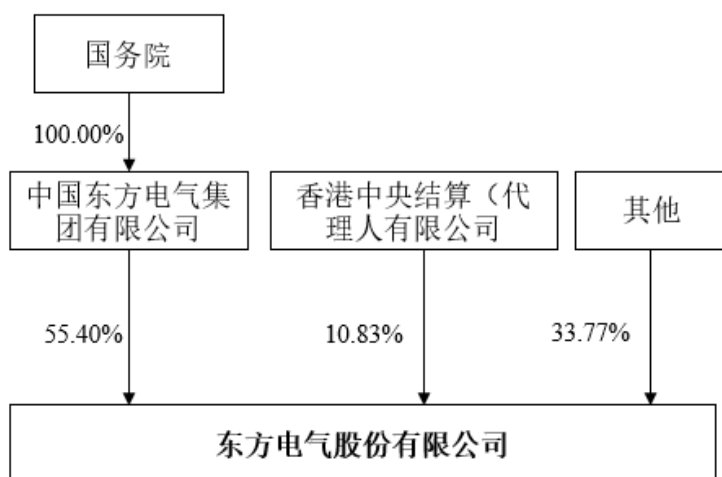 国务院
100.00%
中国东方电气集
团有限公司
香港中央结算（代
理人有限公司
其他
55.40%
10.83%
33.77%
东方电气股份有限公司